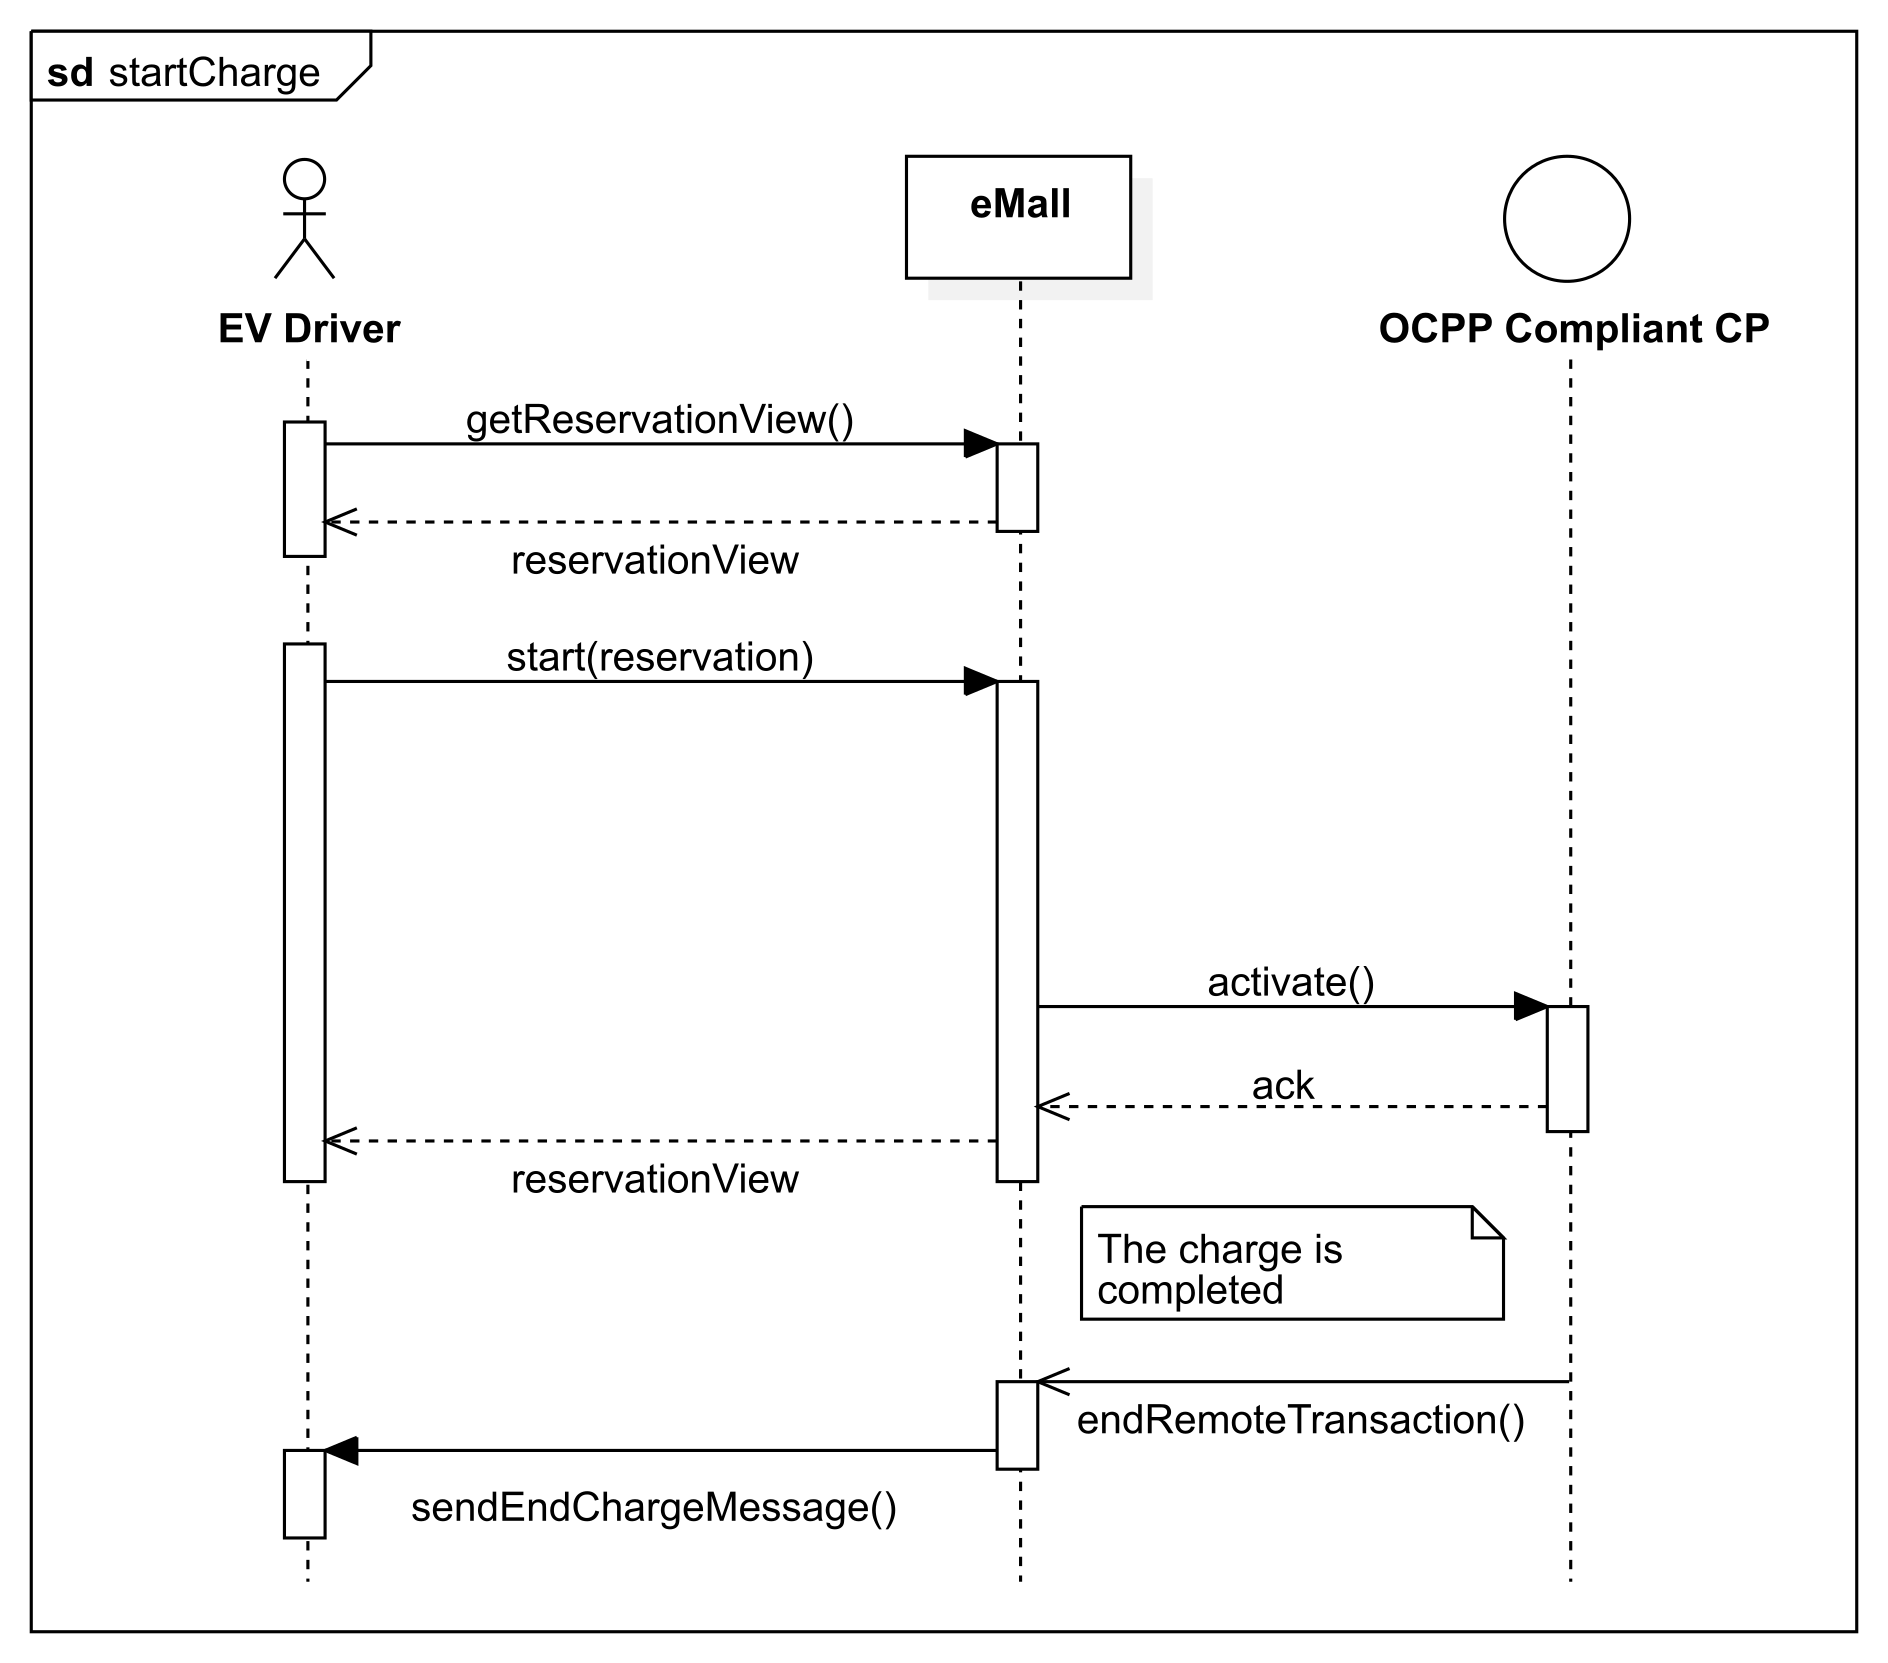 sd startCharge
eMall
EV Driver
OCPP Compliant CP
getReservationView()
reservationView
start(reservation)
activate()
ack
reservationView
The charge is
completed
endRemoteTransaction()
sendEndChargeMessage()